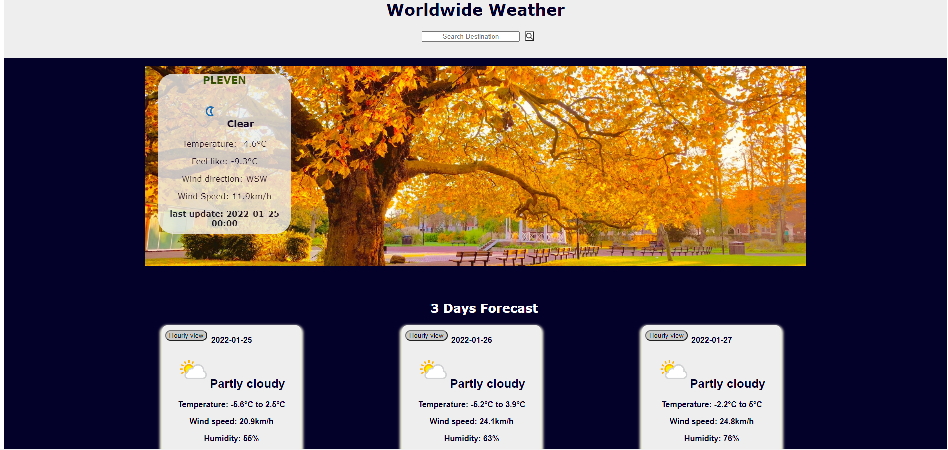 Worldwide Weather
Search Destination
PLEVEN
Clear
Temperature: -4.6°C
Feel like: -9.3°C
Wind direction: WSW
Wind Speed: 11.9km/h
last update: 2022-01-25
00:00
3 Days Forecast
Hourly view 2022-01-25
Partly cloudy
Temperature: -5.6°C to 2.5°C
Wind speed: 20.9km/h
Humidity: 55%
Hourly view 2022-01-26
Partly cloudy
Temperature: -5.2°C to 3.9°C
Wind speed: 24.1km/h
Humidity: 63%
Hourly view 2022-01-27
Partly cloudy
Temperature: -2.2°C to 5°C
Wind speed: 24.8km/h
Humidity: 76%